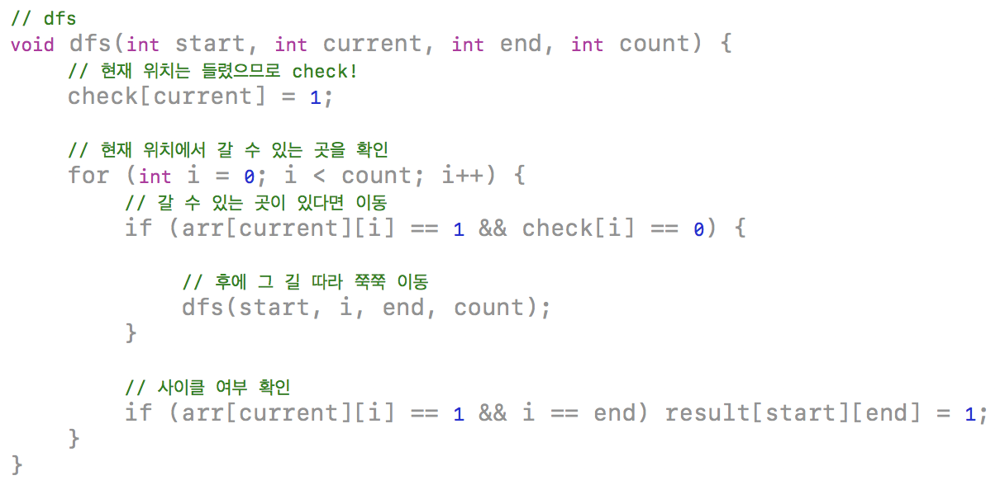 // dfs
void dfs(int start, int current, int end, int count) {
// 현재 위치는 들렸으므로 check!
check[current] = 1;
// 현재 위치에서 갈 수 있는 곳을 확인
for (int i = 0; i < count; i++) {
// 갈 수 있는 곳이 있다면 이동
if (arr[current][i] == 1 && check[i] == 0) {
// 후에 그 길 따라 쭉쭉 이동
dfs(start, i, end, count);
}
// 사이클 여부 확인
if (arr[current][i] == 1 && i == end) result[start][end] = 1;
}
}